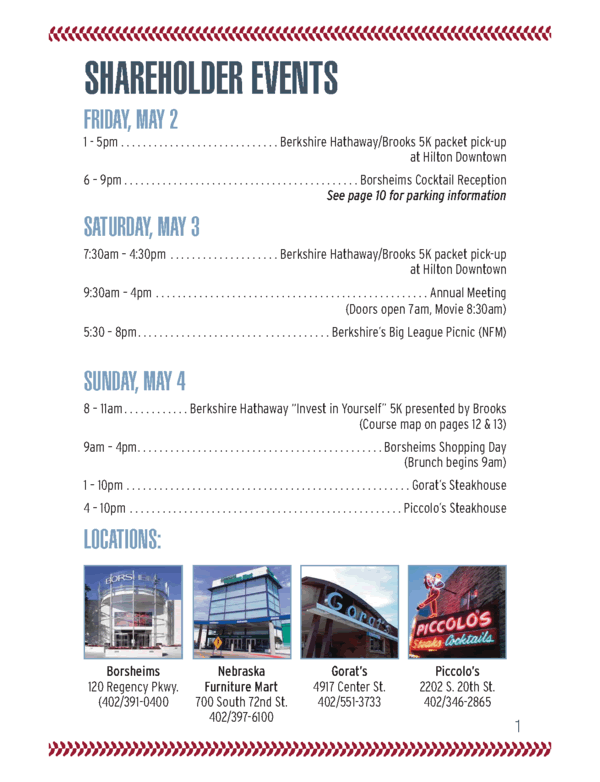 SHAREHOLDER EVENTS
FRIDAY, MAY 2
1 - 5pm ............................. Berkshire Hathaway/Brooks 5K packet pick-up
at Hilton Downtown
6 – 9pm ........................................... Borsheims Cocktail Reception
See page 10 for parking information
SATURDAY, MAY 3
7:30am – 4:30pm .................... Berkshire Hathaway/Brooks 5K packet pick-up
at Hilton Downtown
9:30am – 4pm .................................................. Annual Meeting
(Doors open 7am, Movie 8:30am)
5:30 – 8pm................................... Berkshire's Big League Picnic (NFM)
SUNDAY, MAY 4
8 – 11am............ Berkshire Hathaway “Invest in Yourself” 5K presented by Brooks
(Course map on pages 12 & 13)
9am – 4pm............................................. Borsheims Shopping Day
(Brunch begins 9am)
1 – 10pm .................................................... Gorat's Steakhouse
4 – 10pm .................................................. Piccolo's Steakhouse
LOCATIONS:
BORSHEIMS
Gorat's
PICCOLO'S
Steaks Cocktails
Borsheims
120 Regency Pkwy.
(402/391-0400
Nebraska
Furniture Mart
700 South 72nd St.
402/397-6100
Gorat's
4917 Center St.
402/551-3733
Piccolo's
2202 S. 20th St.
402/346-2865
1